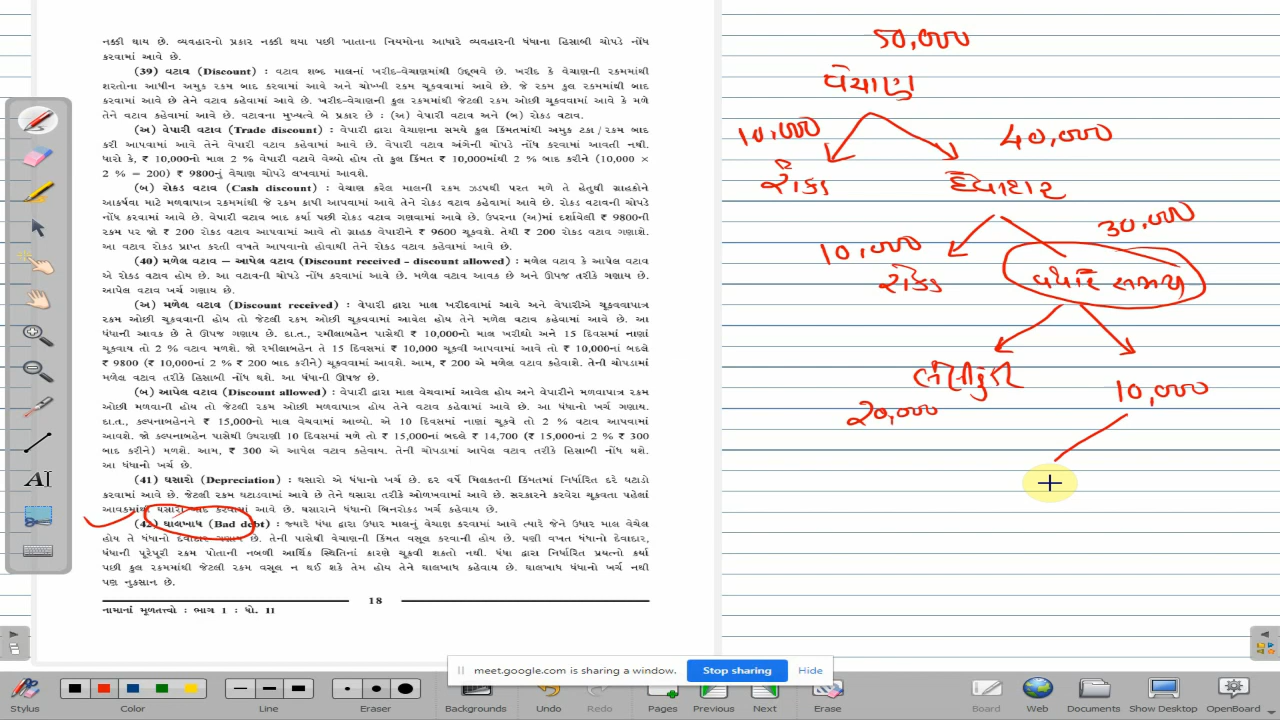 નક્કી થાય છે. વ્યવહારનો પ્રકાર નક્કી થયા પછી ખાતાના નિયમોના આધારે વ્યવહારની ધંધાના હિસાબી ચોપડે નોંધ
કરવામાં આવે છે.
(39) વટાવ (Discount) : વટાવ શબ્દ માલનાં ખરીદ-વેચાણમાંથી ઉદ્ભવે છે. ખરીદ કે વેચાણની રકમમાંથી
શરતોના આધીન અમુક રકમ બાદ કરવામાં આવે અને ચોખ્ખી રકમ ચૂકવવામાં આવે છે. જે રકમ કુલ રકમમાંથી બાદ
કરવામાં આવે છે તેને વટાવ કહેવામાં આવે છે. ખરીદ-વેચાણની કુલ રકમમાંથી જેટલી રકમ ઓછી ચૂકવવામાં આવે કે મળે
તેને વટાવ કહેવામાં આવે છે. વટાવના મુખ્યત્વે બે પ્રકાર છે : (અ) વેપારી વટાવ અને (બ) રોકડ વટાવ.
(અ) વેપારી વટાવ (Trade discount) : વેપારી દ્વારા વેચાણના સમયે કુલ કિંમતમાંથી અમુક ટકા / રકમ બાદ
કરી આપવામાં આવે તેને વેપારી વટાવ કહેવામાં આવે છે. વેપારી વટાવ અંગેની ચોપડે નોંધ કરવામાં આવતી નથી.
ધારો કે, ₹ 10,000નો માલ 2 % વેપારી વટાવે વેચ્યો હોય તો કુલ કિંમત ₹ 10,000માંથી 2 % બાદ કરીને (10,000 ×
2 % = 200) ₹ 9800નું વેચાણ ચોપડે લખવામાં આવશે.
(બ) રોકડ વટાવ (Cash discount) : વેચાણ કરેલ માલની રકમ ઝડપથી પરત મળે તે હેતુથી ગ્રાહકોને
આકર્ષવા માટે મળવાપાત્ર રકમમાંથી જે રકમ કાપી આપવામાં આવે તેને રોકડ વટાવ કહેવામાં આવે છે. રોકડ વટાવની ચોપડે
નોંધ કરવામાં આવે છે. વેપારી વટાવ બાદ કર્યા પછી રોકડ વટાવ ગણવામાં આવે છે. ઉપરના (અ)માં દર્શાવેલી ₹ 9800ની
રકમ પર જો ₹ 200 રોકડ વટાવ આપવામાં આવે તો ગ્રાહક વેપારીને ₹ 9600 ચૂકવશે. તેથી ₹ 200 રોકડ વટાવ ગણાશે.
આ વટાવ રોકડ પ્રાપ્ત કરતી વખતે આપવાનો હોવાથી તેને રોકડ વટાવ કહેવામાં આવે છે.
(40) મળેલ વટાવ – આપેલ વટાવ (Discount received - discount allowed) : મળેલ વટાવ કે આપેલ વટાવ
એ રોકડ વટાવ હોય છે. આ વટાવની ચોપડે નોંધ કરવામાં આવે છે. મળેલ વટાવ આવક છે અને ઊપજ તરીકે ગણાય છે.
આપેલ વટાવ ખર્ચ ગણાય છે.
(અ) મળેલ વટાવ (Discount received) : વેપારી દ્વારા માલ ખરીદવામાં આવે અને વેપારીએ ચૂકવવાપાત્ર
રકમ ઓછી ચૂકવવાની હોય તો જેટલી રકમ ઓછી ચૂકવવામાં આવેલ હોય તેને મળેલ વટાવ કહેવામાં આવે છે. આ
ધંધાની આવક છે તે ઊપજ ગણાય છે. દા.ત., રમીલાબહેન પાસેથી ₹ 10,000નો માલ ખરીદ્યો અને 15 દિવસમાં નાણાં
ચૂકવાય તો 2 % વટાવ મળશે. જો રમીલાબહેન તે 15 દિવસમાં ₹ 10,000 ચૂકવી આપવામાં આવે તો ₹ 10,000નાં બદલે
₹ 9800 (₹ 10,000નાં 2 % ₹ 200 બાદ કરીને) ચૂકવવામાં આવશે. આમ, ₹ 200 એ મળેલ વટાવ કહેવાશે. તેની ચોપડામાં
મળેલ વટાવ તરીકે હિસાબી નોંધ થશે. આ ધંધાની ઊપજ છે.
(બ) આપેલ વટાવ (Discount allowed) : વેપારી દ્વારા માલ વેચવામાં આવેલ હોય અને વેપારીને મળવાપાત્ર રકમ
ઓછી મળવાની હોય તો જેટલી રકમ ઓછી મળવાપાત્ર હોય તેને વટાવ કહેવામાં આવે છે. આ ધંધાનો ખર્ચ ગણાય.
દા.ત., કલ્પનાબહેનને ₹ 15,000નો માલ વેચવામાં આવ્યો. એ 10 દિવસમાં નાણાં ચૂકવે તો 2 % વટાવ આપવામાં
આવશે. જો કલ્પનાબહેન પાસેથી ઉઘરાણી 10 દિવસમાં મળે તો ₹ 15,000નાં બદલે ₹ 14,700 (₹ 15,000નાં 2 % ₹ 300
બાદ કરીને) મળશે. આમ, ₹ 300 એ આપેલ વટાવ કહેવાય. તેની ચોપડામાં આપેલ વટાવ તરીકે હિસાબી નોંધ થશે.
આ ધંધાનો ખર્ચ છે.
(41) ઘસારો (Depreciation) : ઘસારો એ ધંધાનો ખર્ચ છે. દર વર્ષે મિલકતની કિંમતમાં નિર્ધારિત દરે ઘટાડો
કરવામાં આવે છે. જેટલી રકમ ઘટાડવામાં આવે છે તેને ઘસારા તરીકે ઓળખવામાં આવે છે. સરકારને કરવેરા ચૂકવતા પહેલાં
આવકમાંથી ઘસારો બાદ કરવામાં આવે છે. ઘસારાને ધંધાનો બિનરોકડ ખર્ચ કહેવાય છે.
(42) ઘાલખાધ (Bad debt) : જ્યારે ધંધા દ્વારા ઉધાર માલનું વેચાણ કરવામાં આવે ત્યારે જેને ઉધાર માલ વેચેલ
હોય તે ધંધાનો દેવાદાર ગણાય છે. તેની પાસેથી વેચાણની કિંમત વસૂલ કરવાની હોય છે. ઘણી વખત ધંધાનો દેવાદાર,
ધંધાની પૂરેપૂરી રકમ પોતાની નબળી આર્થિક સ્થિતિનાં કારણે ચૂકવી શકતો નથી. ધંધા દ્વારા નિર્ધારિત પ્રયત્નો કર્યા
પછી કુલ રકમમાંથી જેટલી રકમ વસૂલ ન થઈ શકે તેમ હોય તેને ઘાલખાધ કહેવાય છે. ઘાલખાધ ધંધાનો ખર્ચ નથી
પણ નુકસાન છે.
18
નામાનાં મૂળતત્ત્વો : ભાગ 1 : ધો. 11
50,000
વેચાણ
10,000
40,000
રોકડ
દેવાદાર
10,000
30,000
રોકડ
વધારે સમય
લેણીહૂંડી
20,000
10,000
meet.google.com is sharing a window.
Stop sharing
Hide
Stylus
Color
Line
Eraser
Backgrounds
Undo
Redo
Pages
Previous
Next
Erase
Board
Web
Documents
Show Desktop
OpenBoard